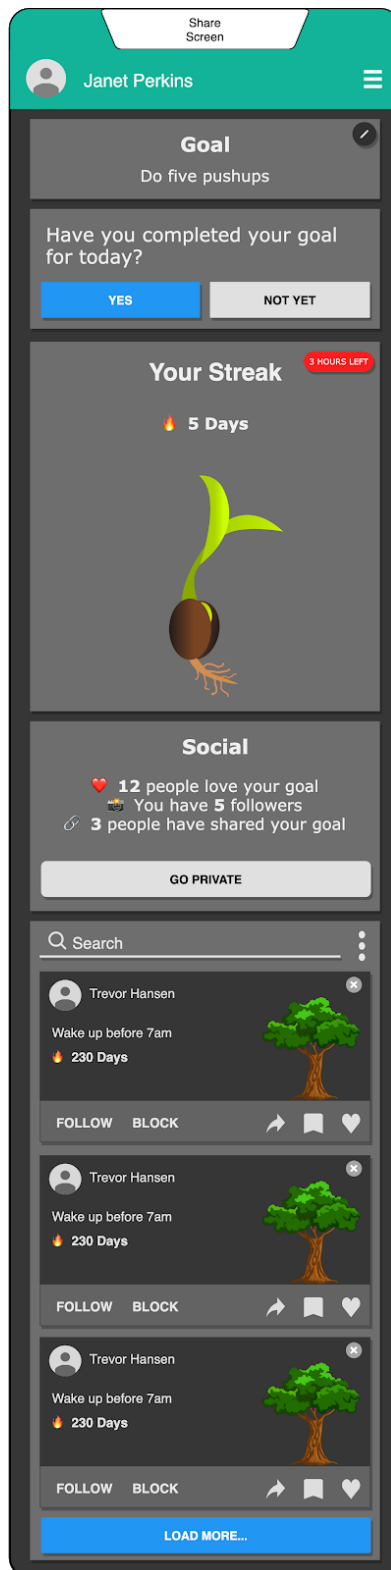 Share
Screen
Janet Perkins
Goal
Do five pushups
Have you completed your goal
for today?
YES
NOT YET
Your Streak
3 HOURS LEFT
🔥 5 Days
Social
❤️ 12 people love your goal
📸 You have 5 followers
🔗 3 people have shared your goal
GO PRIVATE
Search
Trevor Hansen
Wake up before 7am
🔥 230 Days
FOLLOW BLOCK
Trevor Hansen
Wake up before 7am
🔥 230 Days
FOLLOW BLOCK
Trevor Hansen
Wake up before 7am
🔥 230 Days
FOLLOW BLOCK
LOAD MORE...